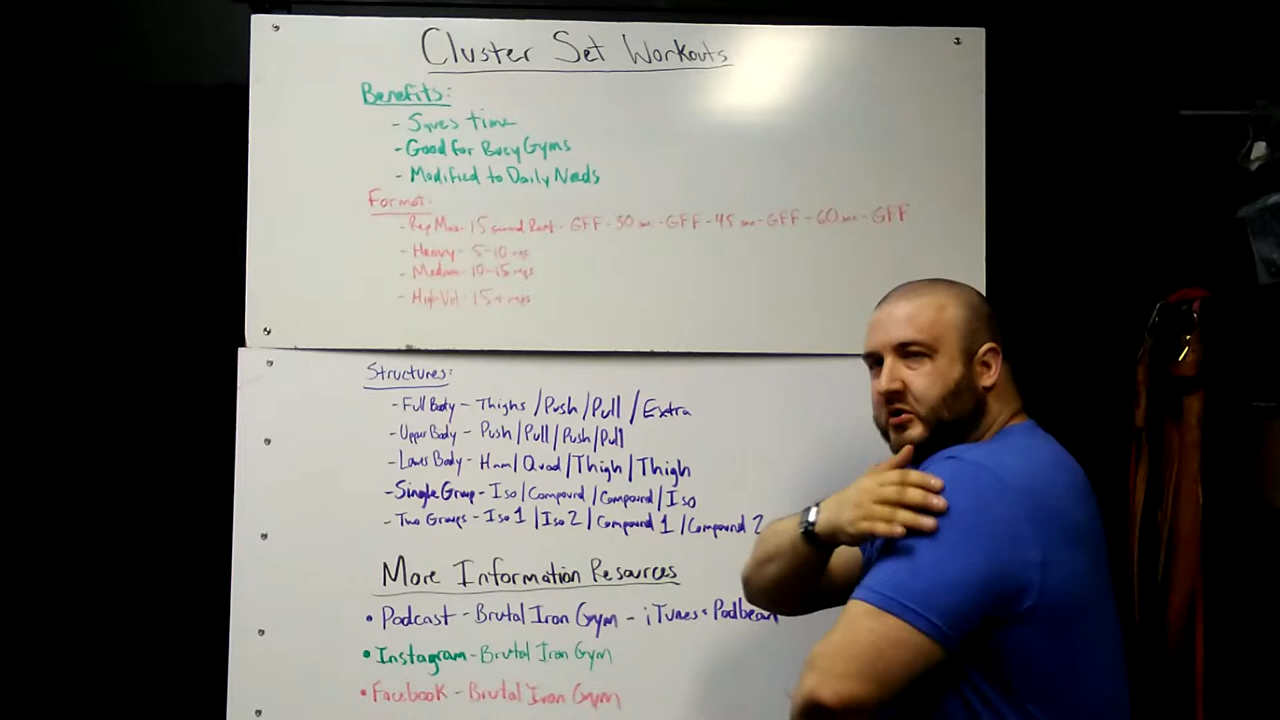 Cluster Set Workouts
Benefits:
- Saves time
- Good for Busy Gyms
- Modified to Daily Needs
Format:
- Rep Max - 15 second Rest - GFF - 30 sec - GFF - 45 sec - GFF - 60 sec - GFF
- Heavy - 5-10 reps
- Medium - 10-15 reps
- High Vol - 15+ reps
Structures:
- Full Body - Thighs / Push / Pull / Extra
- Upper Body - Push / Pull / Push / Pull
- Lower Body - Ham / Quad / Thigh / Thigh
- Single Group - Iso / Compound / Compound / Iso
- Two Groups - Iso 1 / Iso 2 / Compound 1 / Compound 2
More Information Resources
• Podcast - Brutal Iron Gym - iTunes + Podbean
• Instagram - Brutal Iron Gym
• Facebook - Brutal Iron Gym